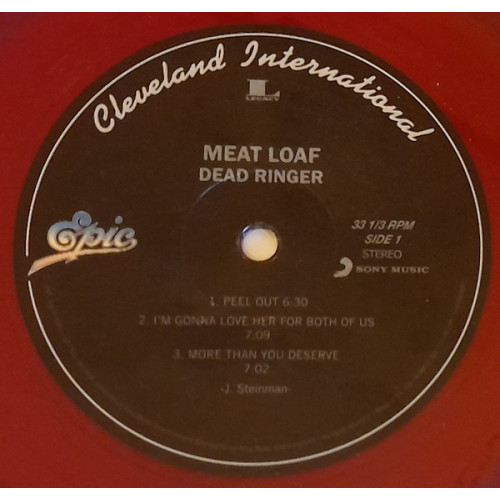 Cleveland International
L
LEGACY
MEAT LOAF
DEAD RINGER
Epic
33 1/3 RPM
SIDE 1
STEREO
SONY MUSIC
1. PEEL OUT 6:30
2. I'M GONNA LOVE HER FOR BOTH OF US
7:09
3. MORE THAN YOU DESERVE
7:02
-J. Steinman-